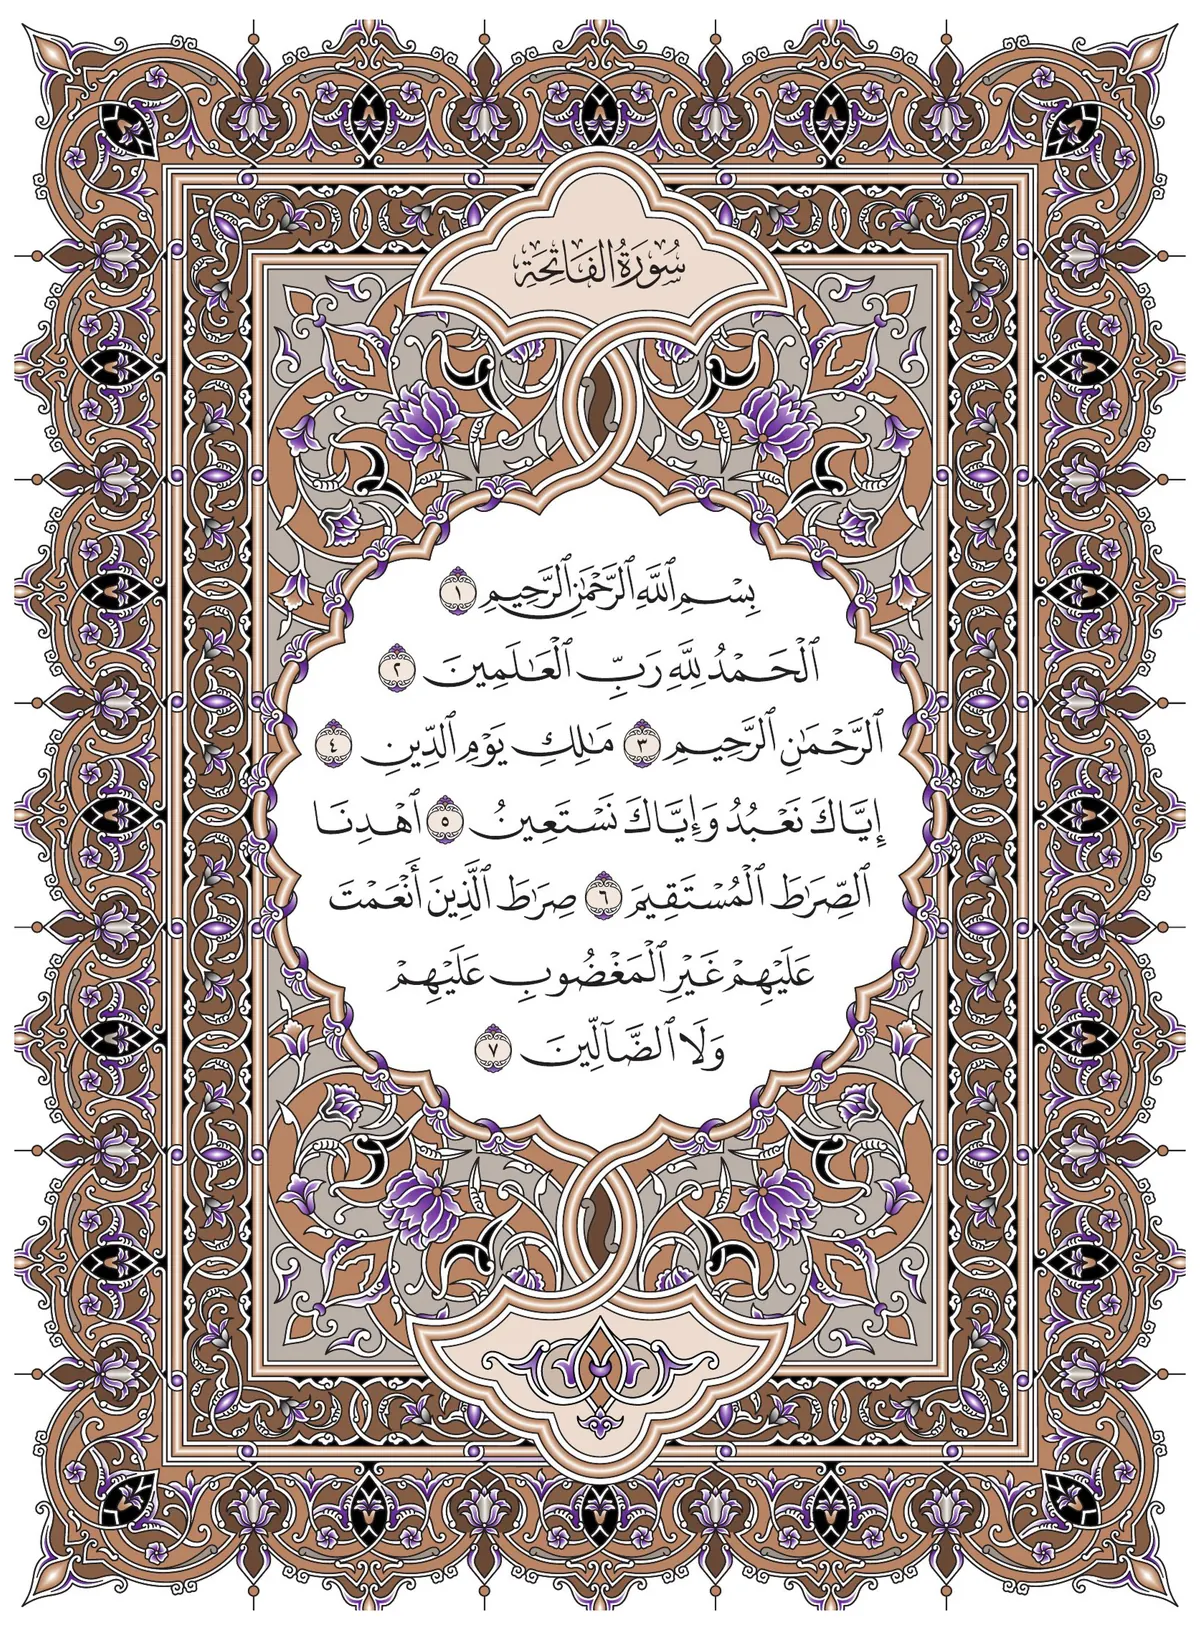 سُورَةُ الفَاتِحَةِ
بِسْمِ ٱللَّهِ ٱلرَّحْمَٰنِ ٱلرَّحِيمِ ١
ٱلْحَمْدُ لِلَّهِ رَبِّ ٱلْعَٰلَمِينَ ٢
ٱلرَّحْمَٰنِ ٱلرَّحِيمِ ٣ مَٰلِكِ يَوْمِ ٱلدِّينِ ٤
إِيَّاكَ نَعْبُدُ وَإِيَّاكَ نَسْتَعِينُ ٥ ٱهْدِنَا
ٱلصِّرَٰطَ ٱلْمُسْتَقِيمَ ٦ صِرَٰطَ ٱلَّذِينَ أَنْعَمْتَ
عَلَيْهِمْ غَيْرِ ٱلْمَغْضُوبِ عَلَيْهِمْ
وَلَا ٱلضَّآلِّينَ ٧